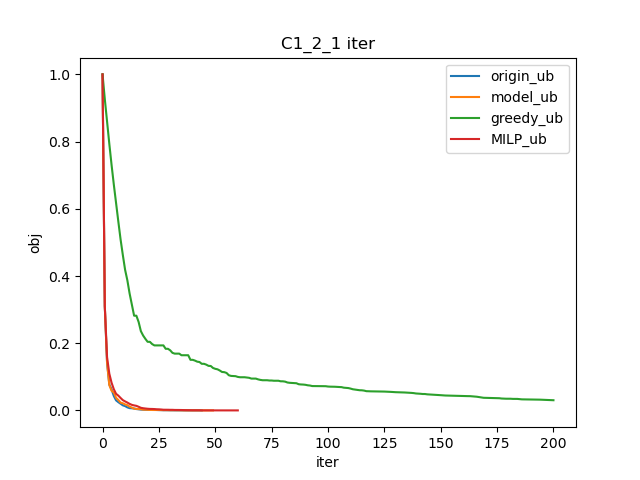 C1_2_1 iter
origin_ub
model_ub
greedy_ub
MILP_ub
1.0
0.8
0.6
0.4
0.2
0.0
obj
0 25 50 75 100 125 150 175 200
iter